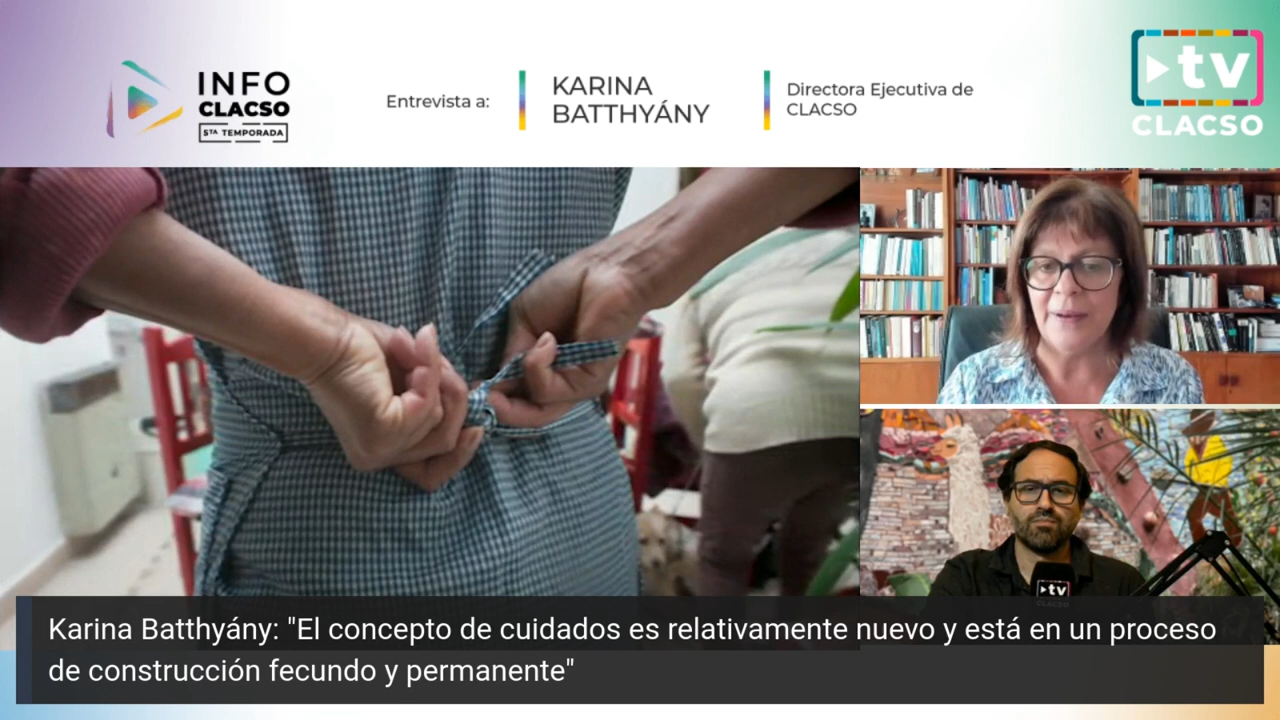 INFO
CLACSO
5TA TEMPORADA
Entrevista a:
KARINA
BATTHYÁNY
Directora Ejecutiva de
CLACSO
tv
CLACSO
tv
Karina Batthyány: "El concepto de cuidados es relativamente nuevo y está en un proceso
de construcción fecundo y permanente"